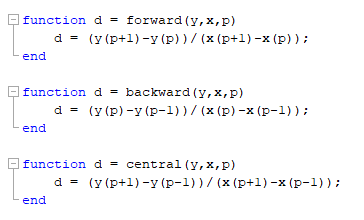 function d = forward(y,x,p)
    d = (y(p+1)-y(p))/(x(p+1)-x(p));
end

function d = backward(y,x,p)
    d = (y(p)-y(p-1))/(x(p)-x(p-1));
end

function d = central(y,x,p)
    d = (y(p+1)-y(p-1))/(x(p+1)-x(p-1));
end